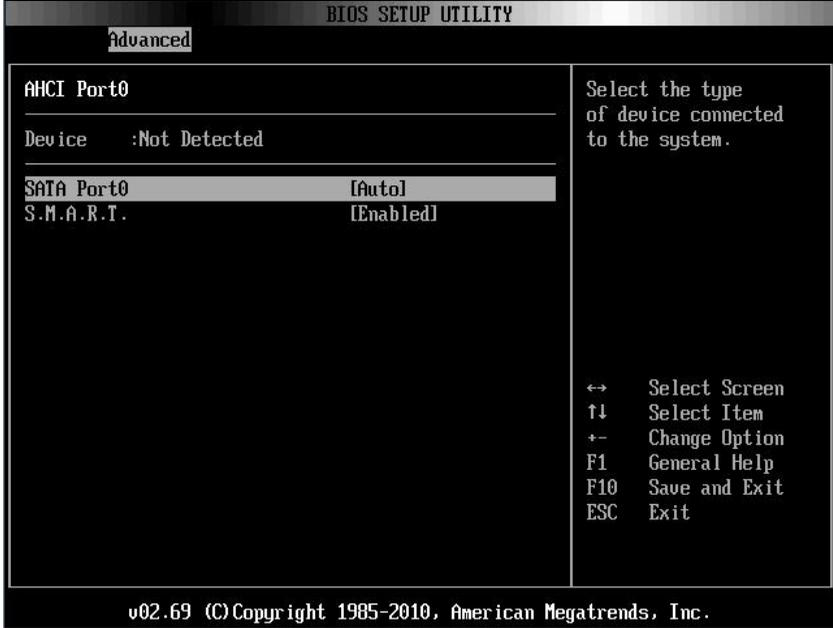 BIOS SETUP UTILITY
Advanced
AHCI Port0
Device :Not Detected
SATA Port0 [Auto]
S.M.A.R.T. [Enabled]
Select the type
of device connected
to the system.
↔ Select Screen
↑↓ Select Item
+- Change Option
F1 General Help
F10 Save and Exit
ESC Exit
v02.69 (C)Copyright 1985-2010, American Megatrends, Inc.